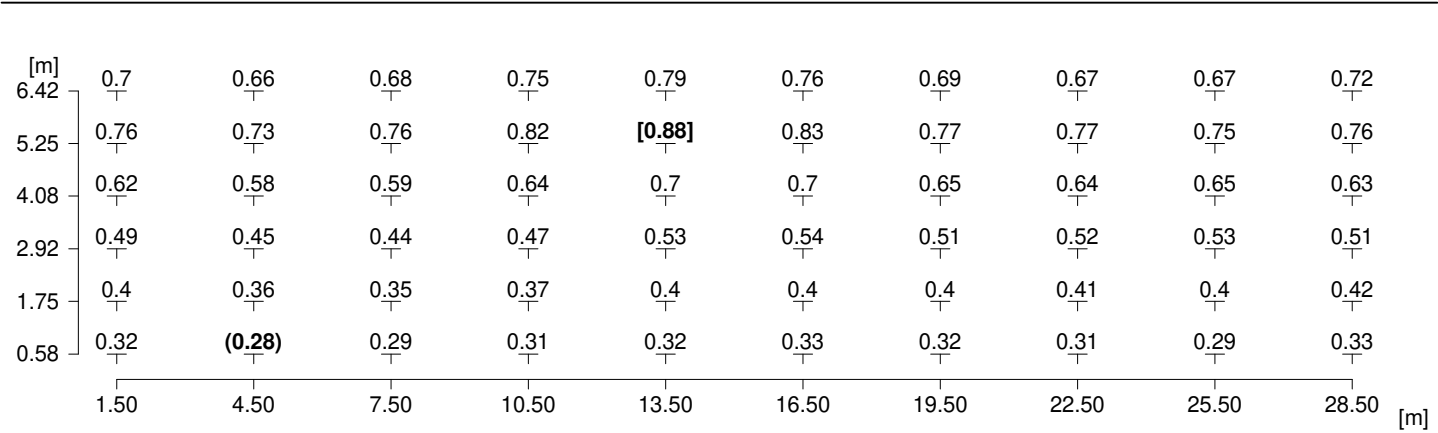 [m]
6.42 0.7 0.66 0.68 0.75 0.79 0.76 0.69 0.67 0.67 0.72
5.25 0.76 0.73 0.76 0.82 [0.88] 0.83 0.77 0.77 0.75 0.76
4.08 0.62 0.58 0.59 0.64 0.7 0.7 0.65 0.64 0.65 0.63
2.92 0.49 0.45 0.44 0.47 0.53 0.54 0.51 0.52 0.53 0.51
1.75 0.4 0.36 0.35 0.37 0.4 0.4 0.4 0.41 0.4 0.42
0.58 0.32 (0.28) 0.29 0.31 0.32 0.33 0.32 0.31 0.29 0.33
1.50 4.50 7.50 10.50 13.50 16.50 19.50 22.50 25.50 28.50 [m]